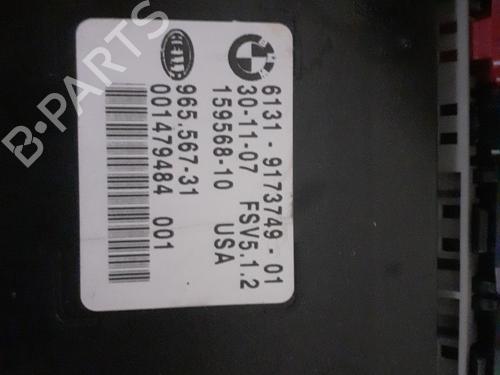 6131 - 9173749 - 01
30-11-07 FSV5.1.2
159568-10 USA
HELLA
965.567-31
001479484 001
B-PARTS